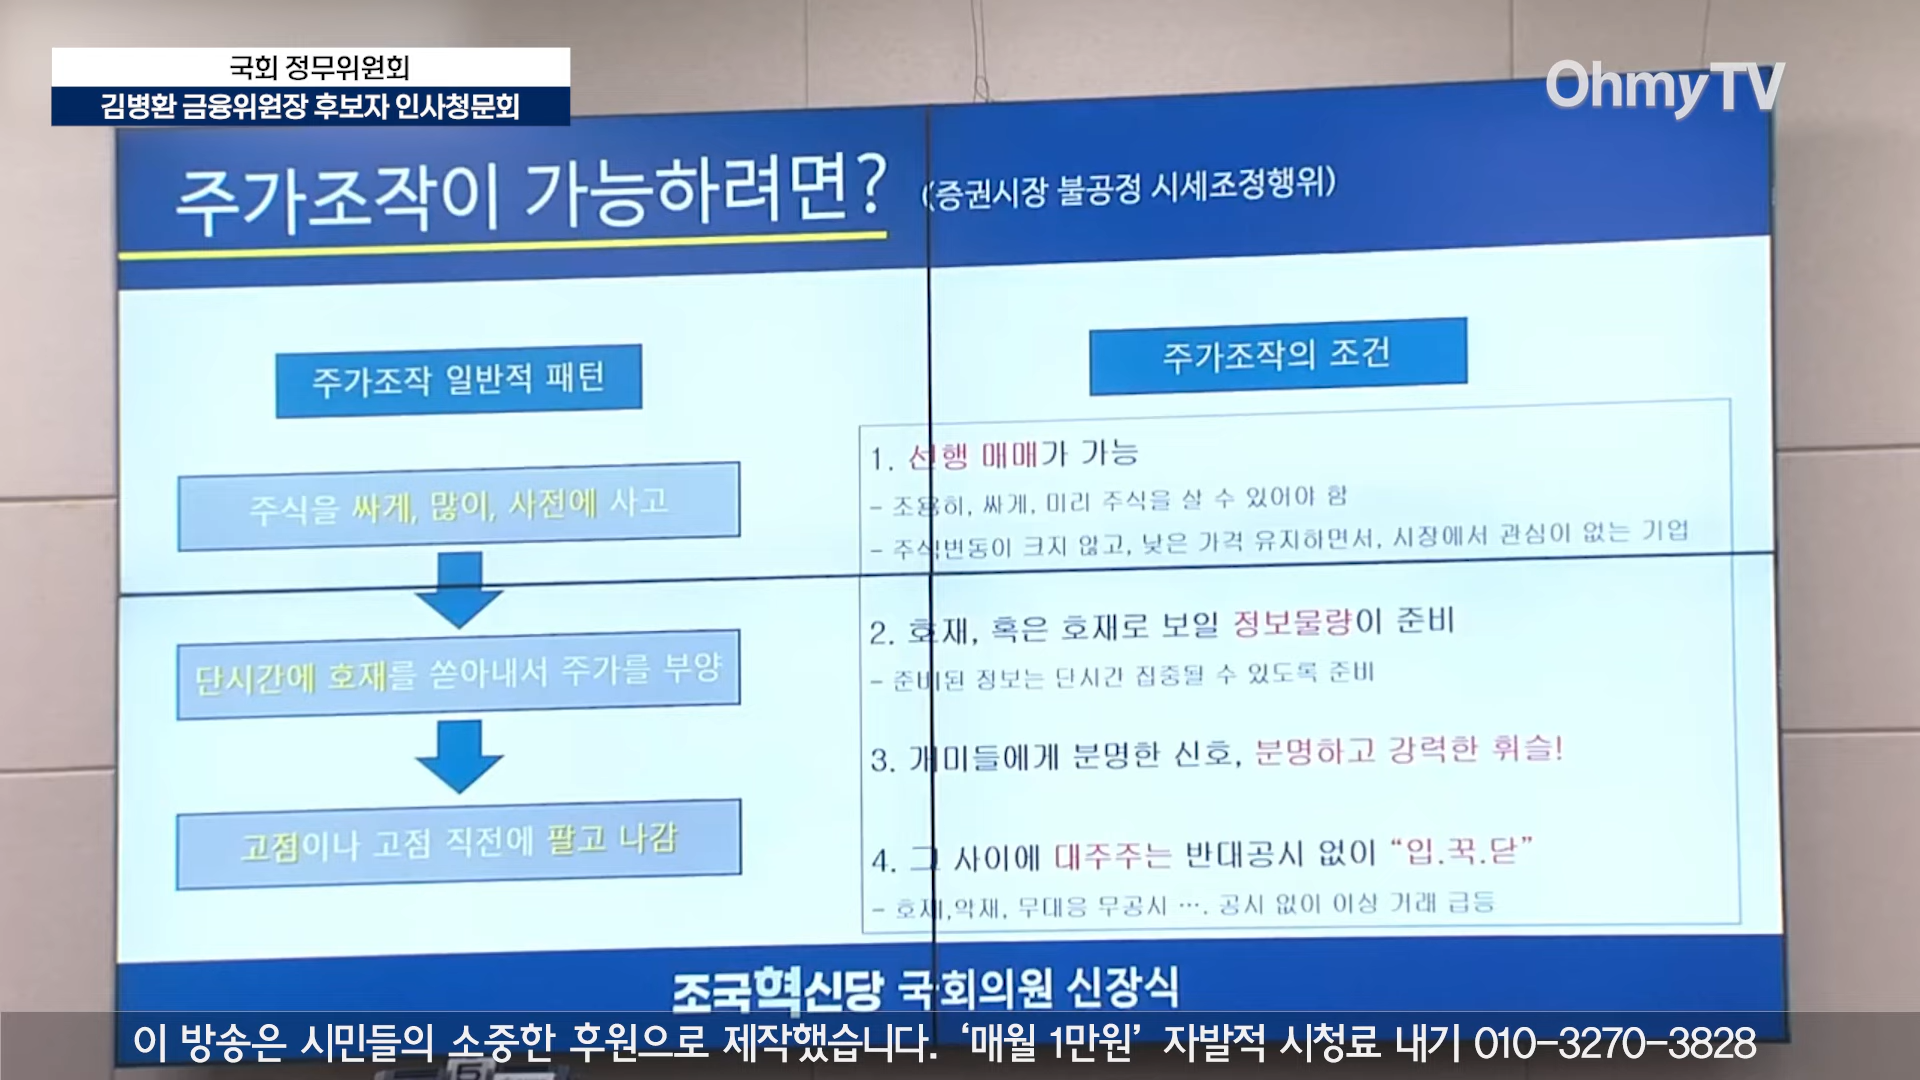 국회 정무위원회
김병환 금융위원장 후보자 인사청문회
OhmyTV
주가조작이 가능하려면? (증권시장 불공정 시세조정행위)
주가조작 일반적 패턴
주식을 싸게, 많이, 사전에 사고
단시간에 호재를 쏟아내서 주가를 부양
고점이나 고점 직전에 팔고 나감
주가조작의 조건
1. 선행 매매가 가능
- 조용히, 싸게, 미리 주식을 살 수 있어야 함
- 주식변동이 크지 않고, 낮은 가격 유지하면서, 시장에서 관심이 없는 기업
2. 호재, 혹은 호재로 보일 정보물량이 준비
- 준비된 정보는 단시간 집중될 수 있도록 준비
3. 개미들에게 분명한 신호, 분명하고 강력한 휘슬!
4. 그 사이에 대주주는 반대공시 없이 “입.꾹.닫”
- 호재,악재, 무대응 무공시 …. 공시 없이 이상 거래 급등
조국혁신당 국회의원 신장식
이 방송은 시민들의 소중한 후원으로 제작했습니다. ‘매월 1만원’ 자발적 시청료 내기 010-3270-3828